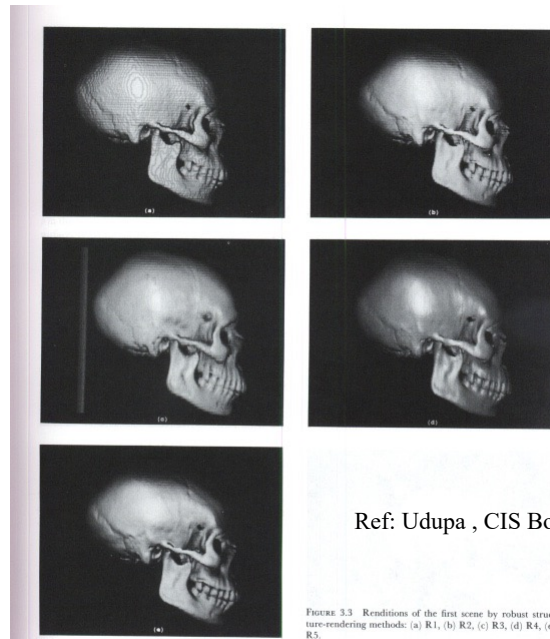 (a)
(b)
(c)
(d)
(e)
Ref: Udupa , CIS Bo
FIGURE 3.3 Renditions of the first scene by robust struc
ture-rendering methods: (a) R1, (b) R2, (c) R3, (d) R4, (e
R5.